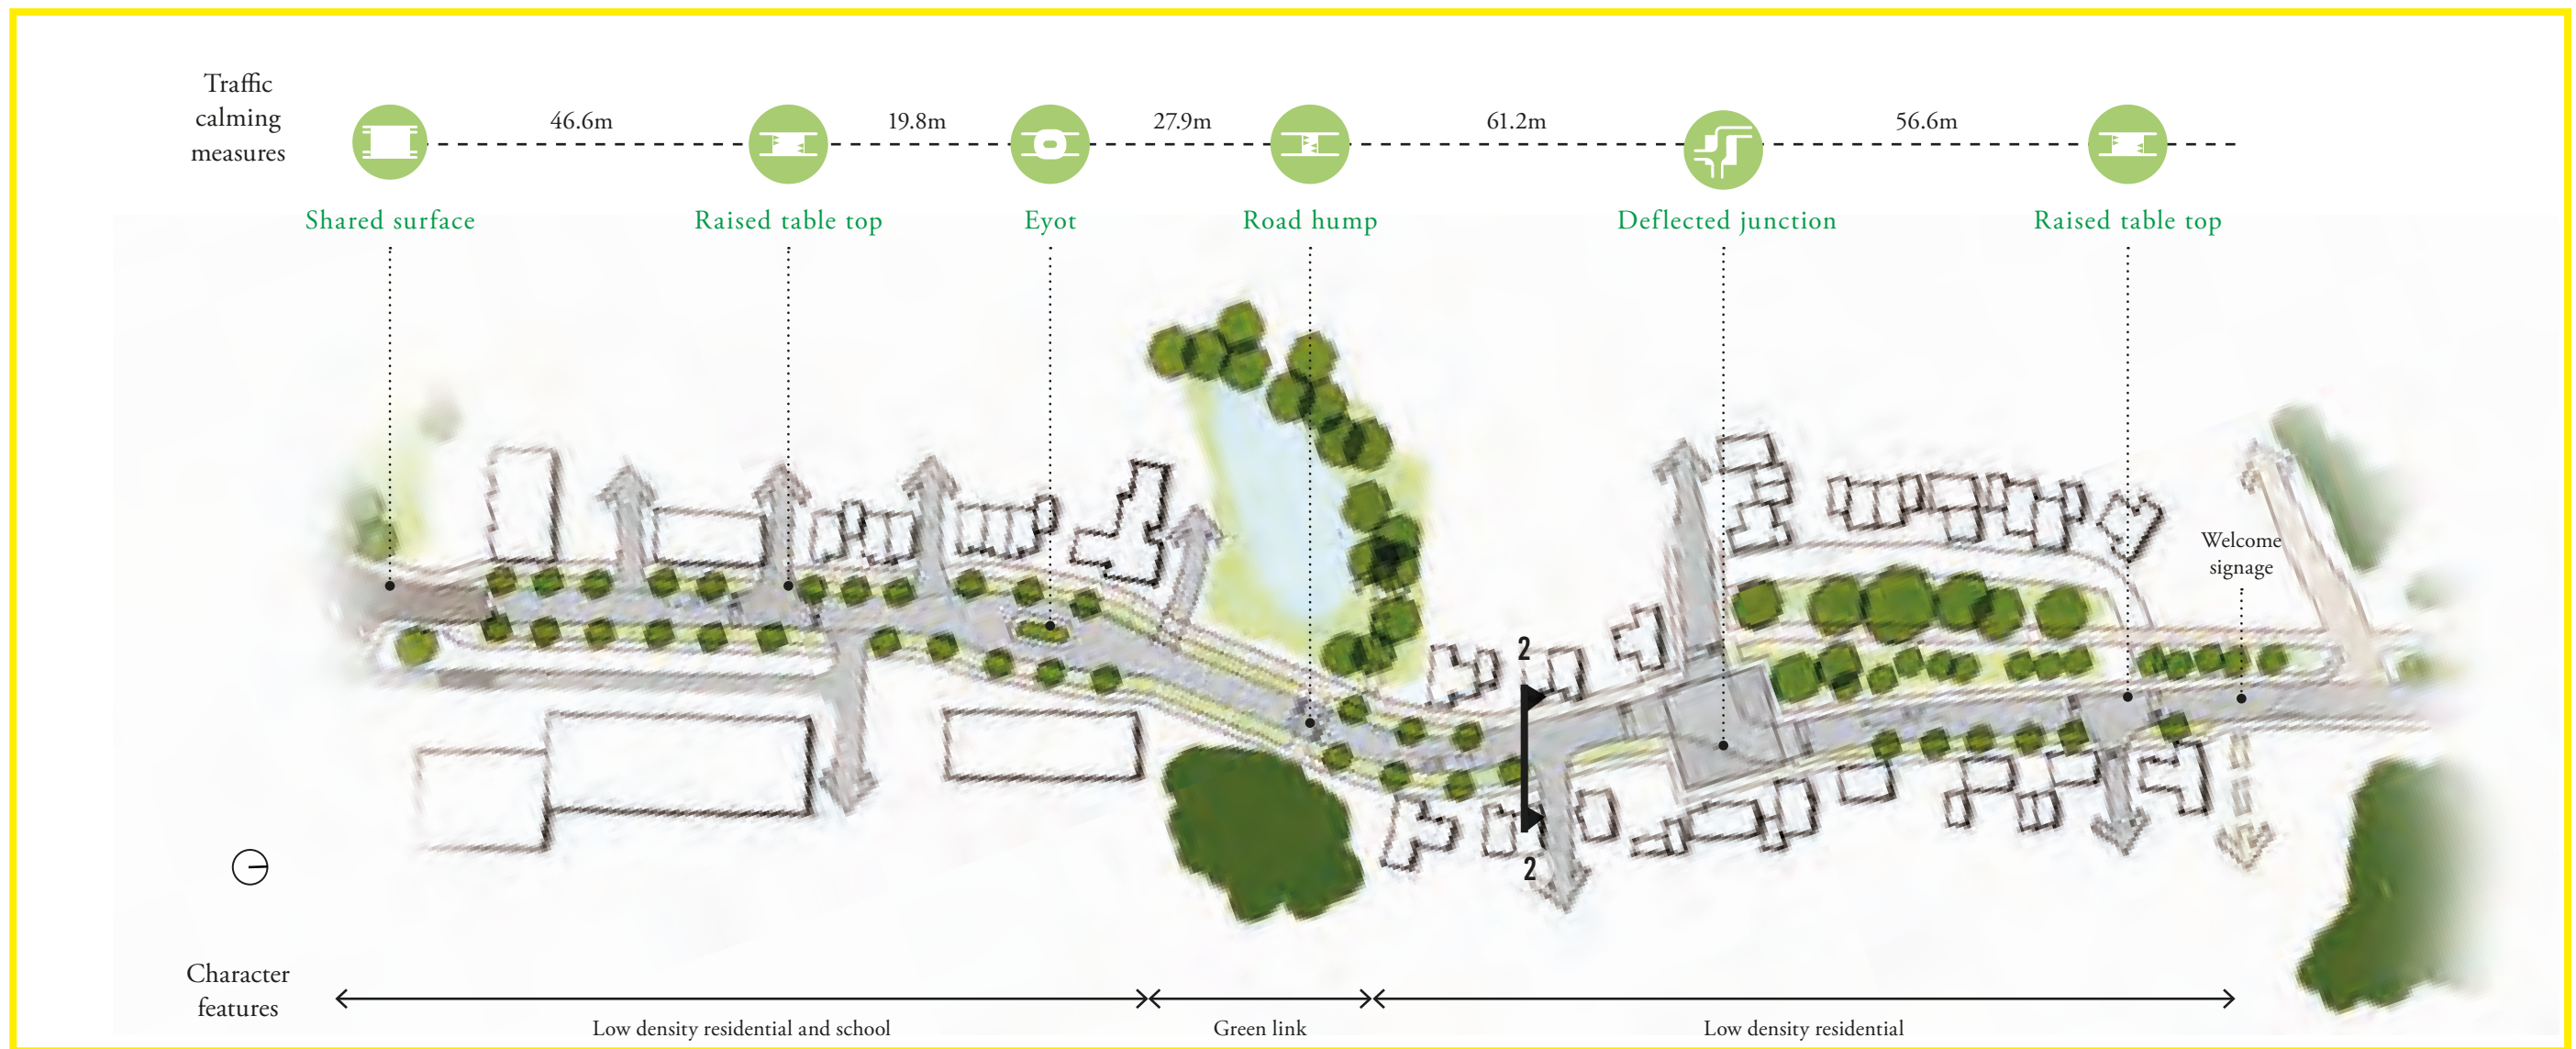 Traffic
calming
measures
46.6m
19.8m
27.9m
61.2m
56.6m
Shared surface
Raised table top
Eyot
Road hump
Deflected junction
Raised table top
Welcome
signage
2
2
Character
features
Low density residential and school
Green link
Low density residential